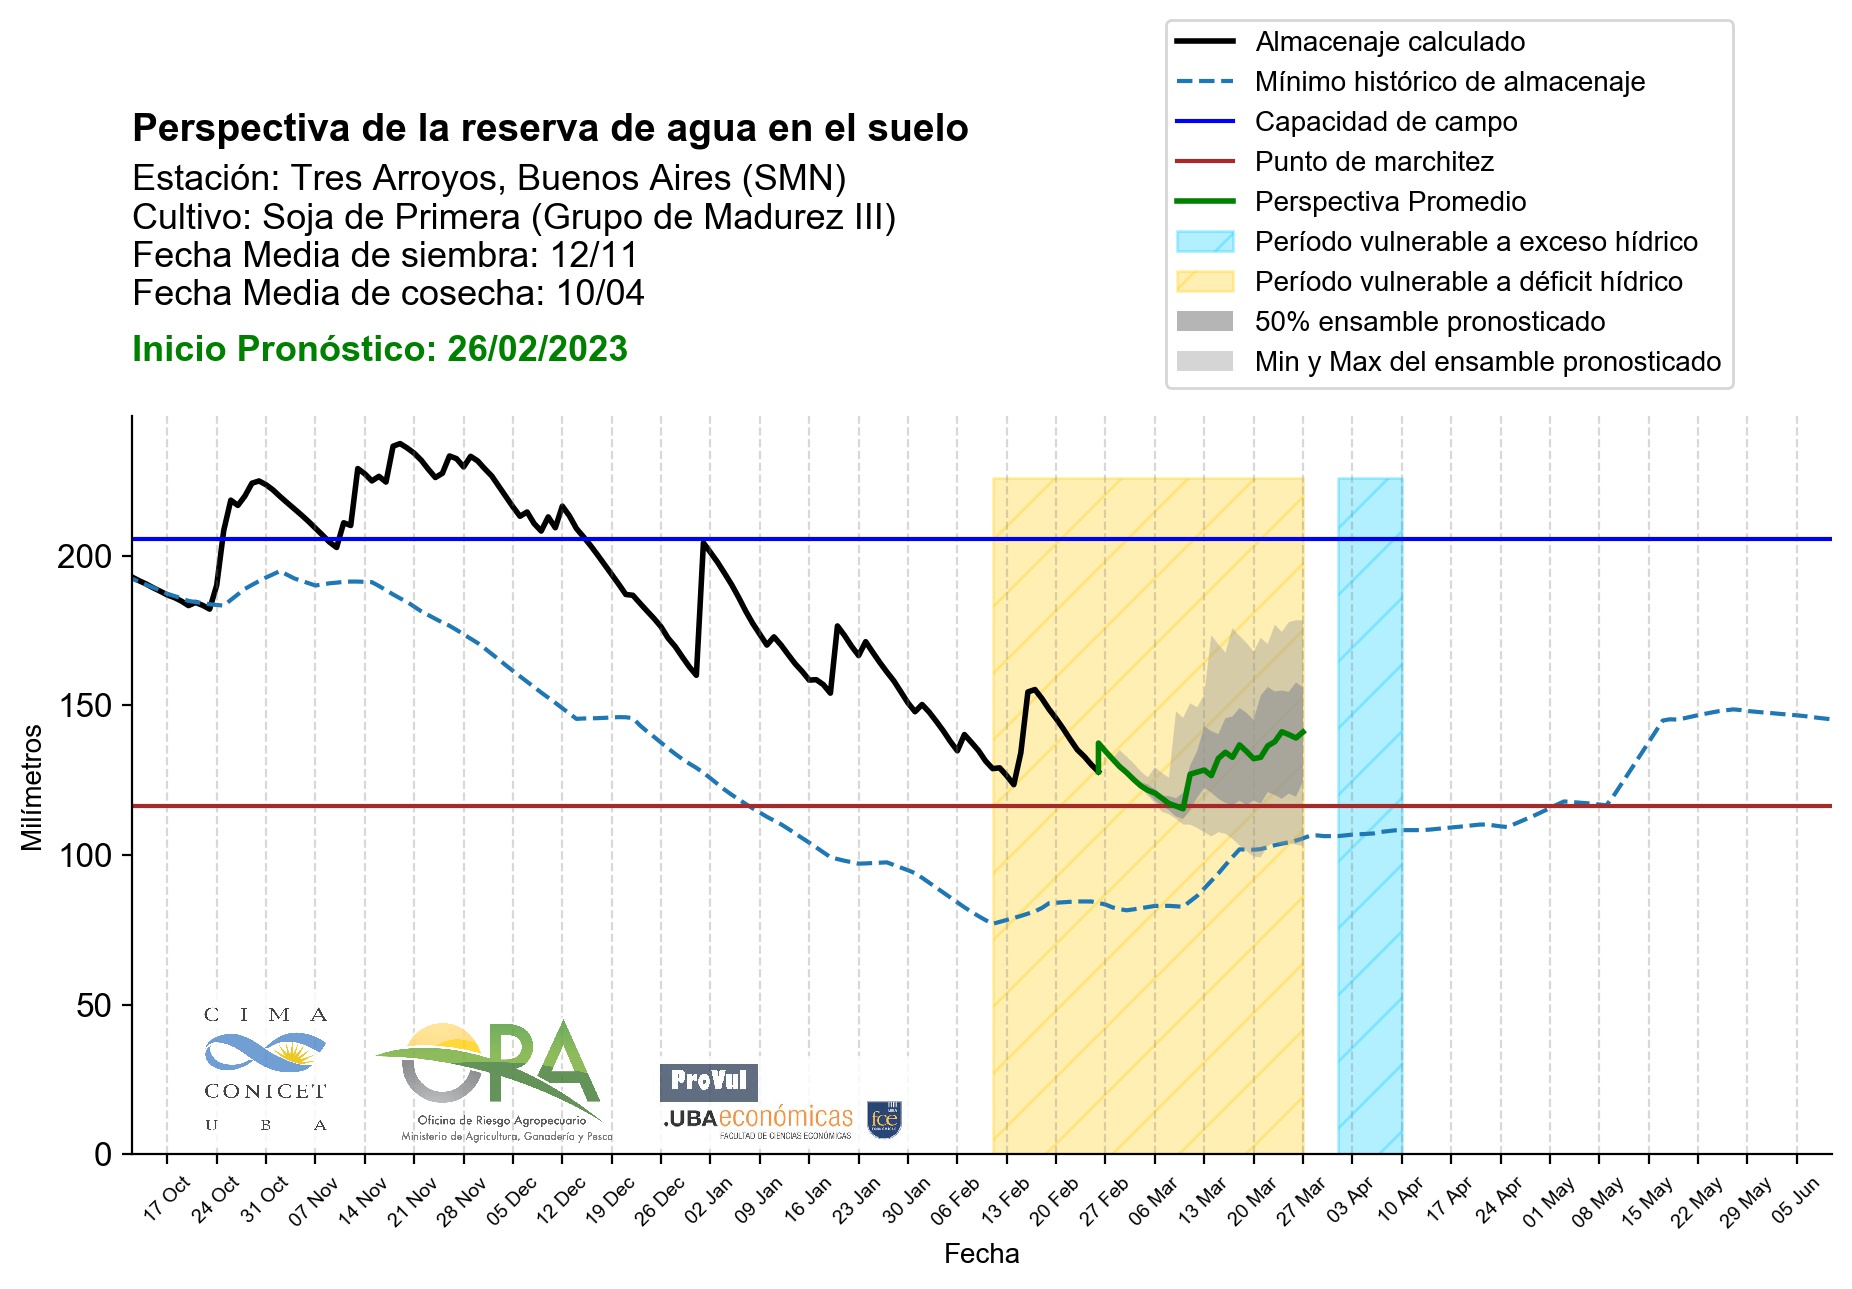 Almacenaje calculado
Mínimo histórico de almacenaje
Capacidad de campo
Punto de marchitez
Perspectiva Promedio
Período vulnerable a exceso hídrico
Período vulnerable a déficit hídrico
50% ensamble pronosticado
Min y Max del ensamble pronosticado
Perspectiva de la reserva de agua en el suelo
Estación: Tres Arroyos, Buenos Aires (SMN)
Cultivo: Soja de Primera (Grupo de Madurez III)
Fecha Media de siembra: 12/11
Fecha Media de cosecha: 10/04
Inicio Pronóstico: 26/02/2023
Milímetros
200
150
100
50
0
CIMA
CONICET
UBA
ORA
Oficina de Riesgo Agropecuario
Ministerio de Agricultura, Ganadería y Pesca
ProVul
.UBAeconómicas
FACULTAD DE CIENCIAS ECONÓMICAS
fce
17 Oct
24 Oct
31 Oct
07 Nov
14 Nov
21 Nov
28 Nov
05 Dec
12 Dec
19 Dec
26 Dec
02 Jan
09 Jan
16 Jan
23 Jan
30 Jan
06 Feb
13 Feb
20 Feb
27 Feb
06 Mar
13 Mar
20 Mar
27 Mar
03 Apr
10 Apr
17 Apr
24 Apr
01 May
08 May
15 May
22 May
29 May
05 Jun
Fecha